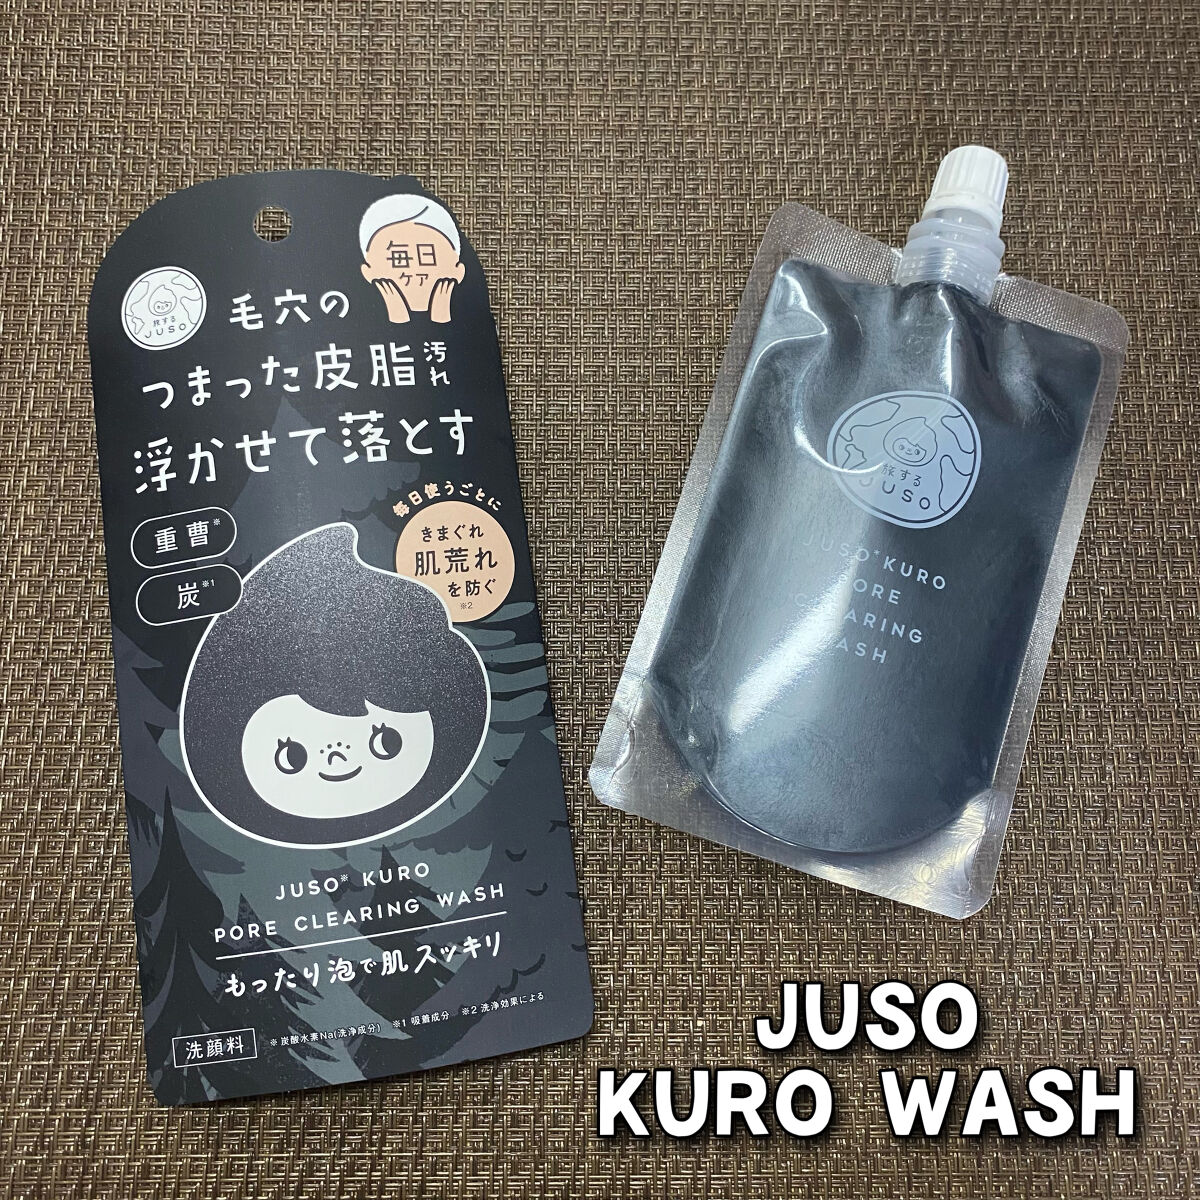 毎日
ケア
旅する
JUSO
毛穴の
つまった皮脂汚れ
浮かせて落とす
重曹※
炭※1
毎日使うごとに
きまぐれ
肌荒れ
を防ぐ
※2
JUSO※ KURO
PORE CLEARING WASH
もったり泡で肌スッキリ
洗顔料
※炭酸水素Na(洗浄成分) ※1 吸着成分 ※2 洗浄効果による
旅する
JUSO
JUSO* KURO
ORE
C ARING
ASH
JUSO
KURO WASH